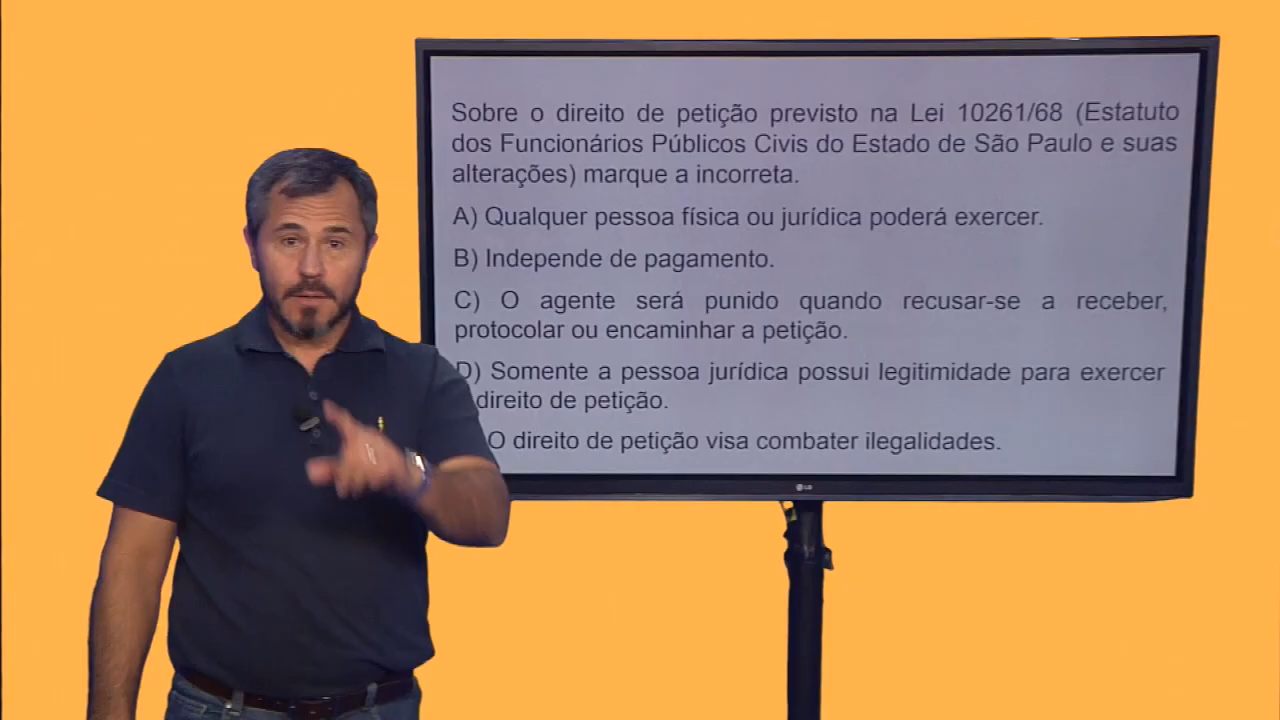 Sobre o direito de petição previsto na Lei 10261/68 (Estatuto
dos Funcionários Públicos Civis do Estado de São Paulo e suas
alterações) marque a incorreta.
A) Qualquer pessoa física ou jurídica poderá exercer.
B) Independe de pagamento.
C) O agente será punido quando recusar-se a receber,
protocolar ou encaminhar a petição.
D) Somente a pessoa jurídica possui legitimidade para exercer
direito de petição.
O direito de petição visa combater ilegalidades.
LG